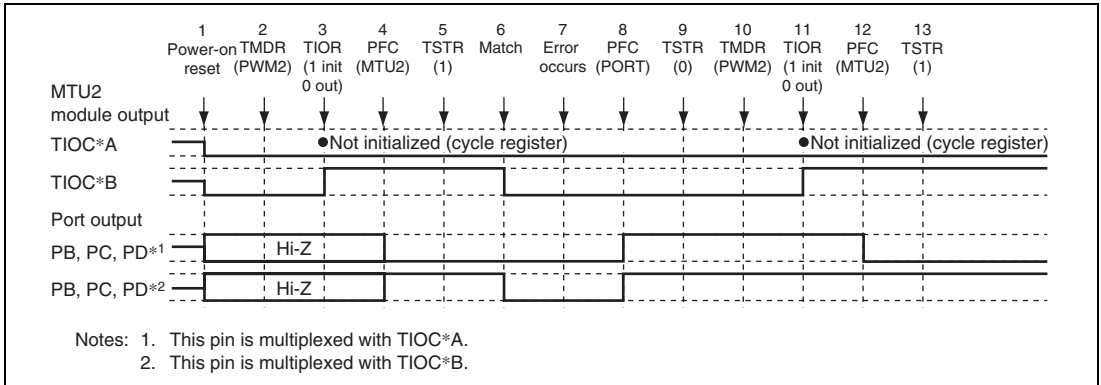 1 2 3 4 5 6 7 8 9 10 11 12 13
Power-on TMDR TIOR PFC TSTR Match Error PFC TSTR TMDR TIOR PFC TSTR
reset (PWM2) (1 init (MTU2) (1) occurs (PORT) (0) (PWM2) (1 init (MTU2) (1)
0 out) 0 out)
MTU2
module output
TIOC*A ●Not initialized (cycle register) ●Not initialized (cycle register)
TIOC*B
Port output
PB, PC, PD*1 Hi-Z
PB, PC, PD*2 Hi-Z
Notes: 1. This pin is multiplexed with TIOC*A.
2. This pin is multiplexed with TIOC*B.